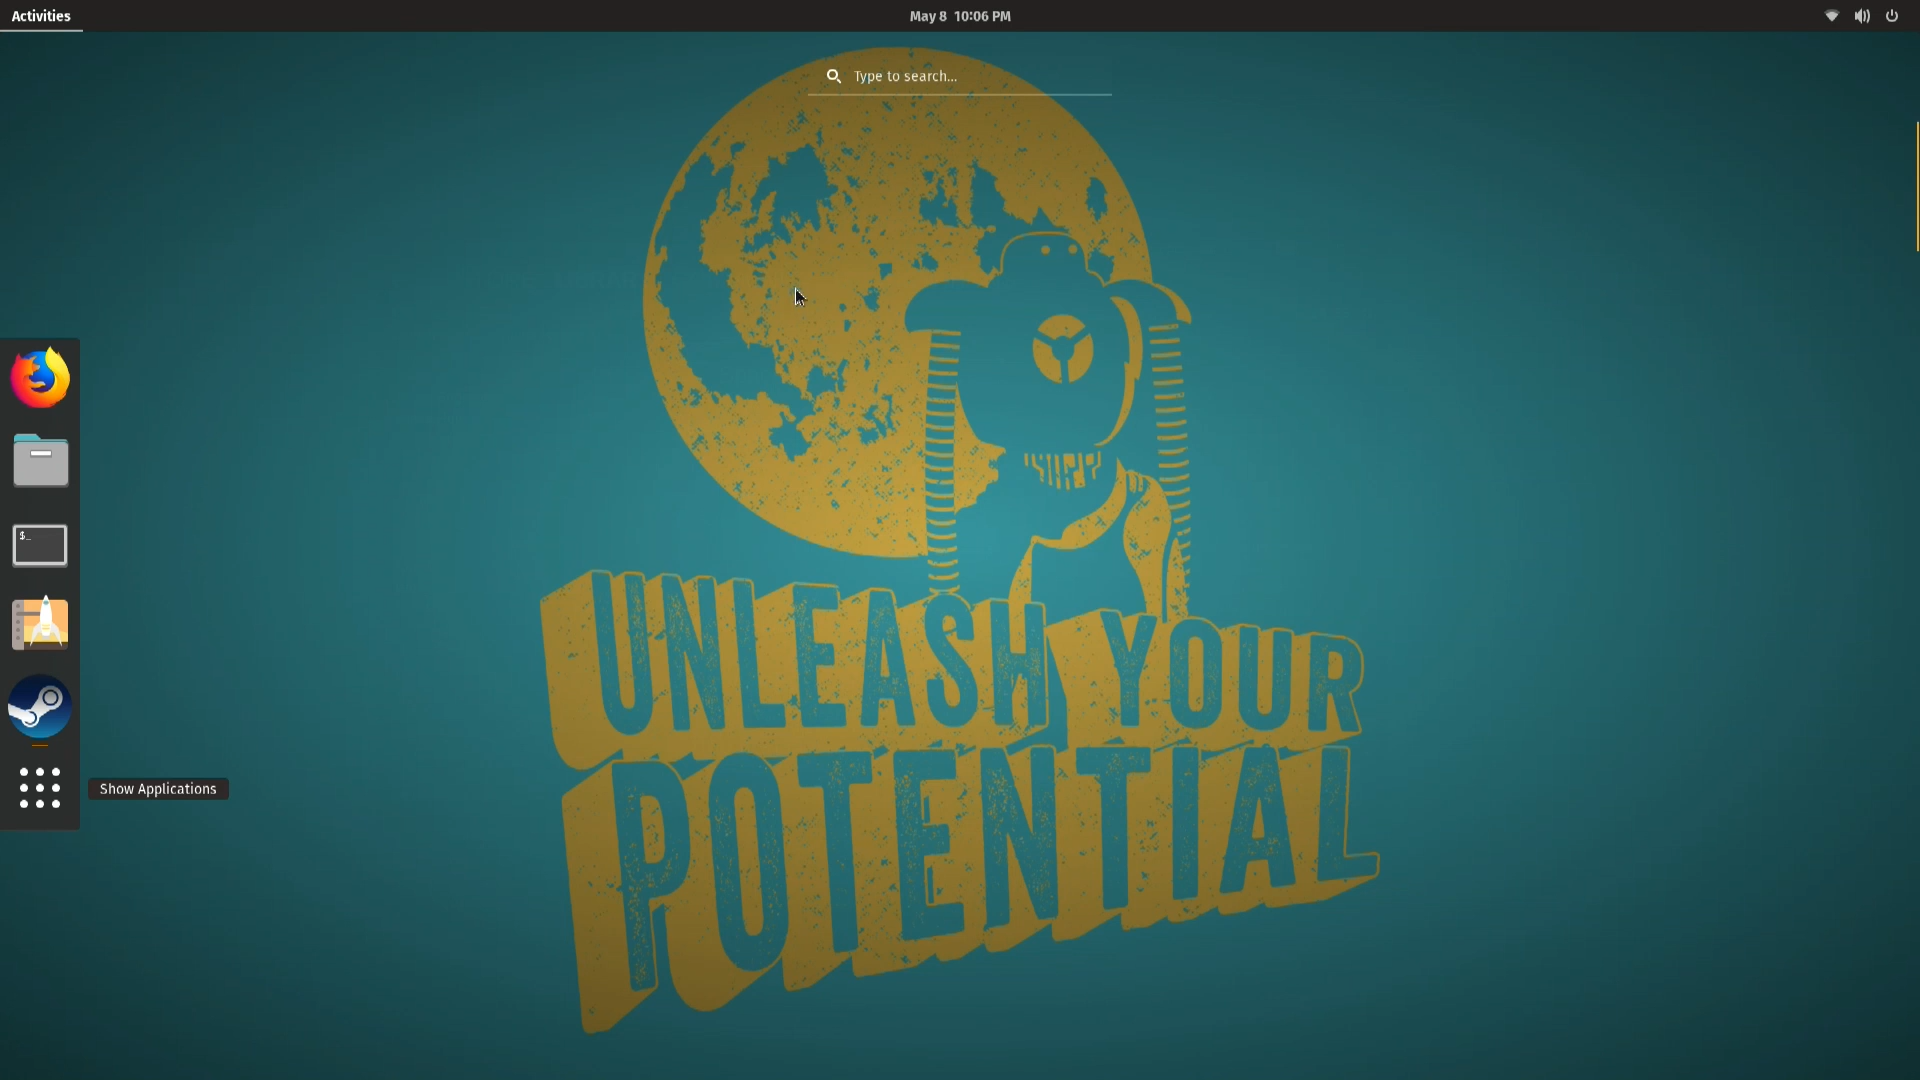 Activities
May 8 10:06 PM
Type to search...
$_
UNLEASH YOUR
POTENTIAL
Show Applications